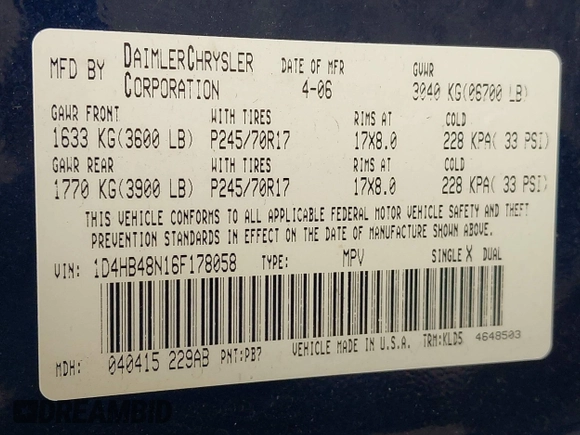 MFD BY DAIMLERCHRYSLER CORPORATION DATE OF MFR 4-06 GVWR 3040 KG(06700 LB)
GAWR FRONT WITH TIRES RIMS AT COLD
1633 KG(3600 LB) P245/70R17 17X8.0 228 KPA( 33 PSI)
GAWR REAR WITH TIRES RIMS AT COLD
1770 KG(3900 LB) P245/70R17 17X8.0 228 KPA( 33 PSI)
THIS VEHICLE CONFORMS TO ALL APPLICABLE FEDERAL MOTOR VEHICLE SAFETY AND THEFT
PREVENTION STANDARDS IN EFFECT ON THE DATE OF MANUFACTURE SHOWN ABOVE.
VIN: 1D4HB48N16F178058 TYPE: MPV SINGLE X DUAL
MDH: 040415 229AB PNT:PB7 VEHICLE MADE IN U.S.A. TRM:KLD5 4648503
DREAMBID